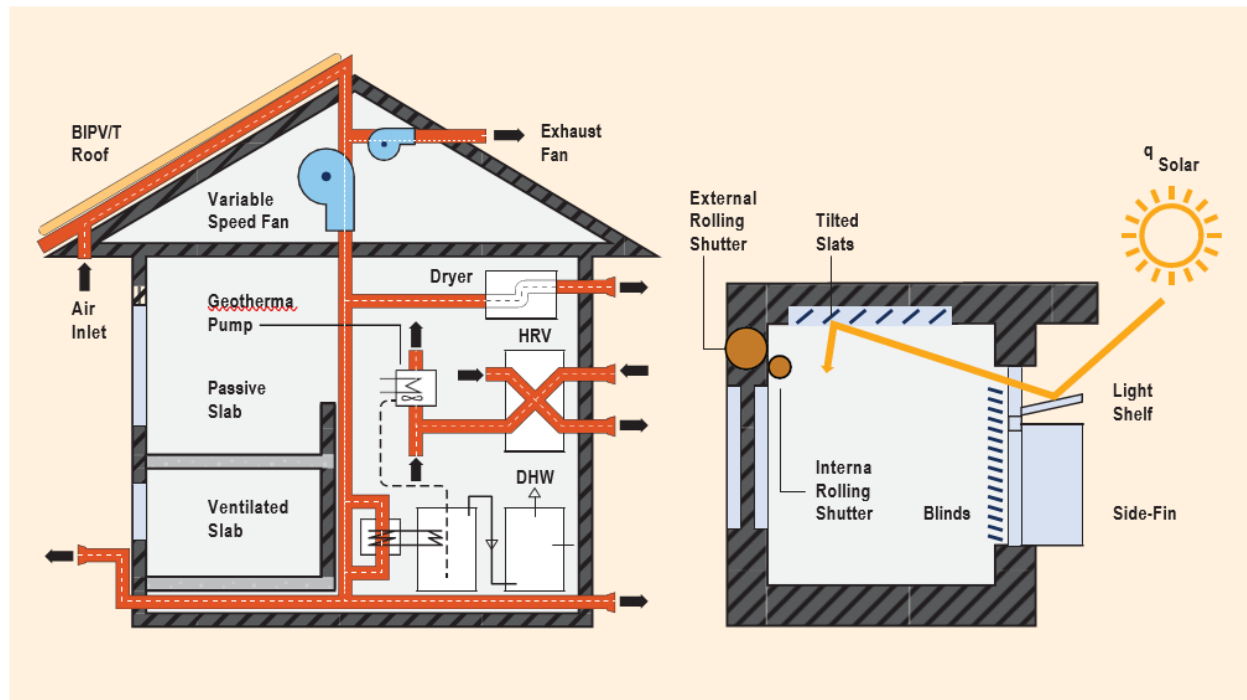 BIPV/T
Roof
Exhaust
Fan
Variable
Speed Fan
Air
Inlet
Dryer
Geotherma
Pump
HRV
Passive
Slab
DHW
Ventilated
Slab
q
Solar
External
Rolling
Shutter
Tilted
Slats
Light
Shelf
Interna
Rolling
Shutter
Blinds
Side-Fin